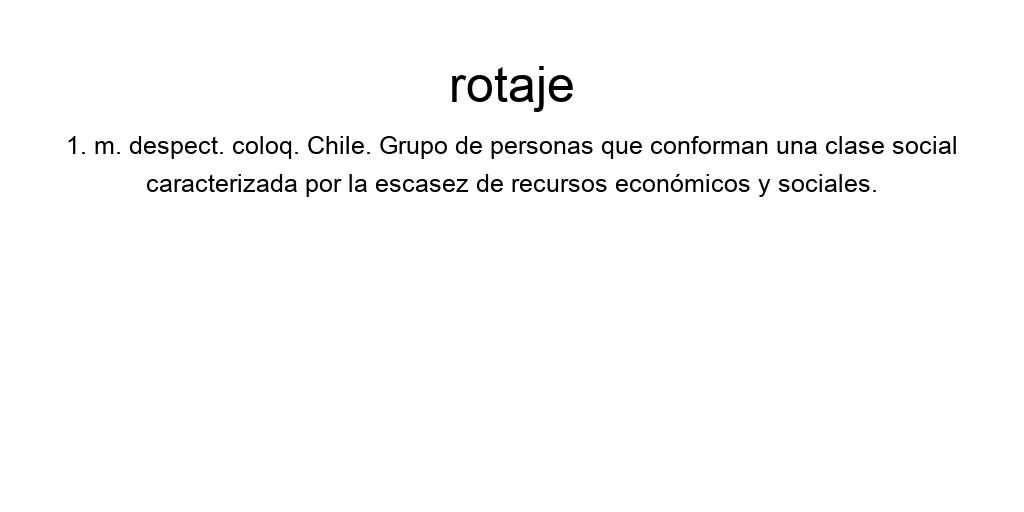 rotaje
1. m. despect. coloq. Chile. Grupo de personas que conforman una clase social
caracterizada por la escasez de recursos económicos y sociales.